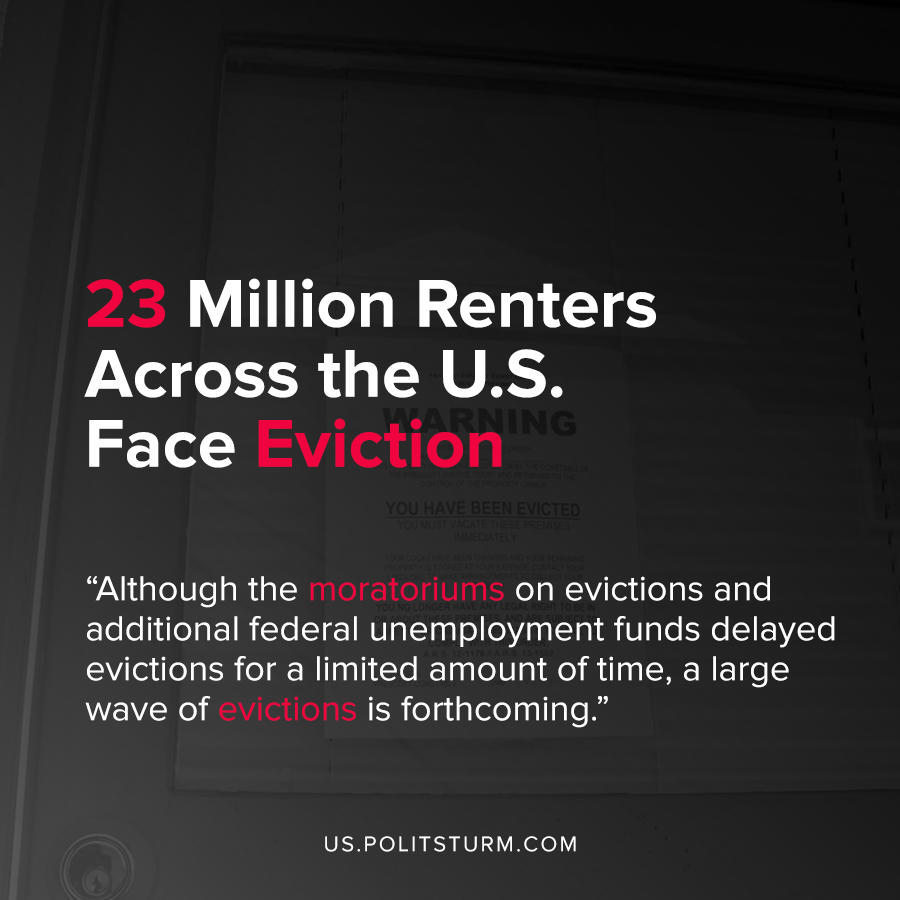 23 Million Renters
Across the U.S.
Face Eviction
WARNING
YOU HAVE BEEN EVICTED
YOU MUST VACATE THESE PREMISES
IMMEDIATELY
“Although the moratoriums on evictions and
additional federal unemployment funds delayed
evictions for a limited amount of time, a large
wave of evictions is forthcoming.”
US.POLITSTURM.COM